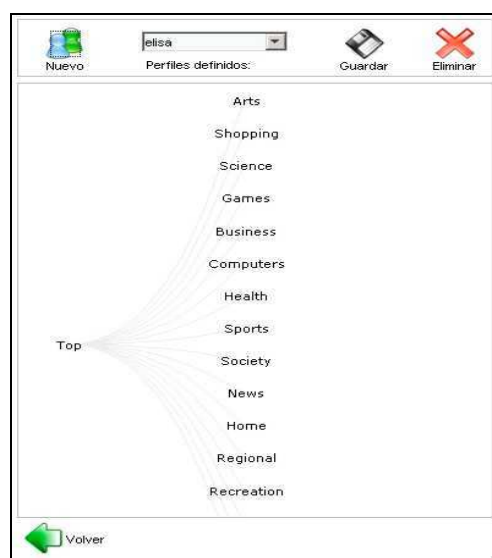 elisa
Nuevo
Perfiles definidos:
Guardar
Eliminar
Arts
Shopping
Science
Games
Business
Computers
Health
Sports
Top
Society
News
Home
Regional
Recreation
Volver